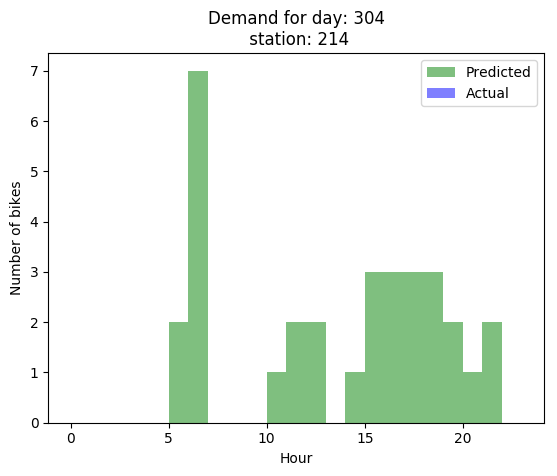 Demand for day: 304
station: 214
Predicted
Actual
7
6
5
4
3
2
1
0
Number of bikes
0 5 10 15 20
Hour